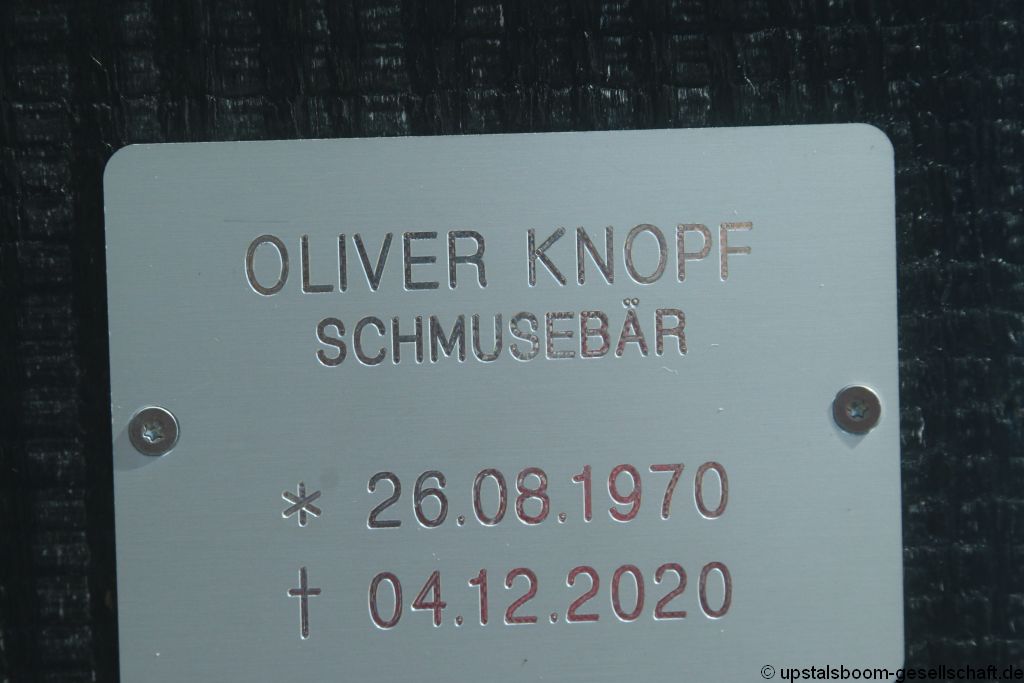 OLIVER KNOPF
SCHMUSEBÄR
* 26.08.1970
† 04.12.2020
© upstalsboom-gesellschaft.de